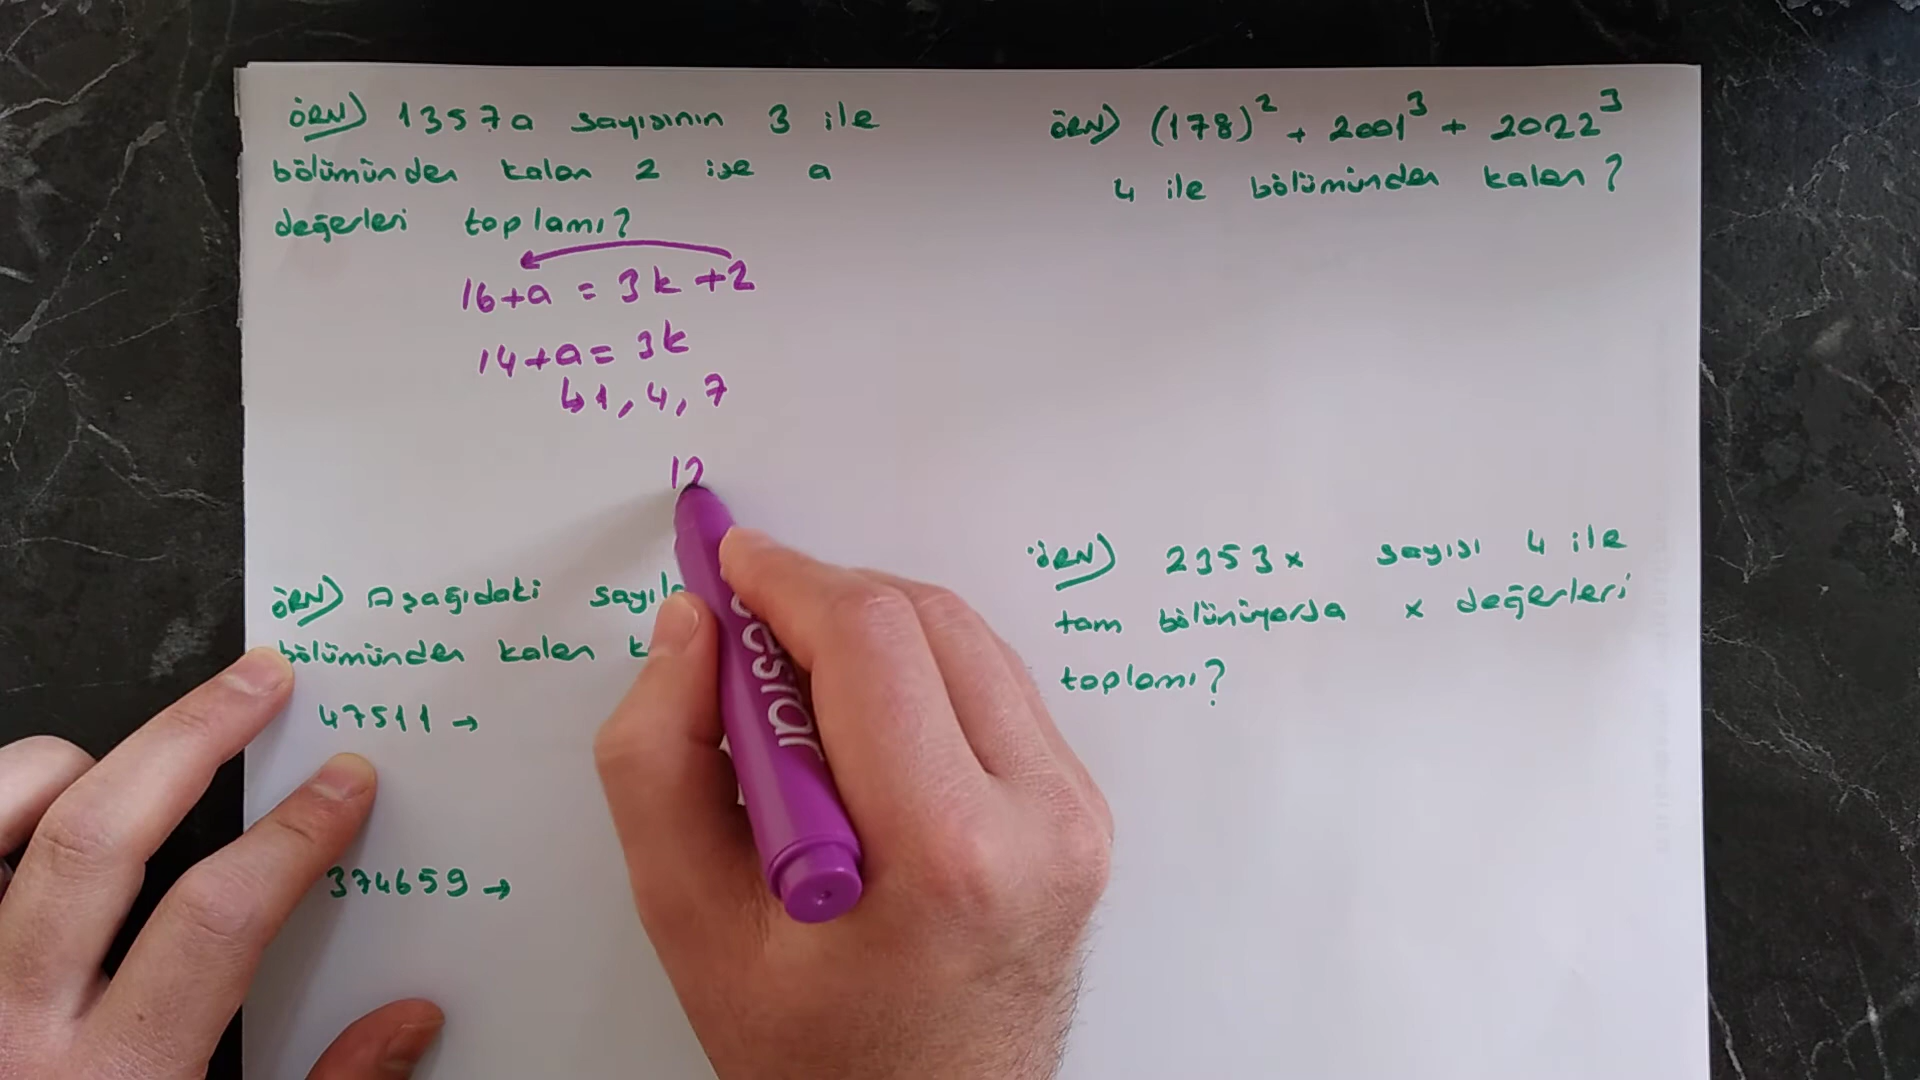 ÖRN) 1357a sayısının 3 ile
bölümünden kalan 2 ise a
değerleri toplamı?
16+a = 3k+2
14+a = 3k
↳ 1, 4, 7
12
ÖRN) Aşağıdaki
bölümünden kalan
47511 →
374659 →
ÖRN) (178)² + 2001³ + 2022³
4 ile bölümünden kalan?
ÖRN) 2353x sayısı 4 ile
tam bölünüyorsa x değerleri
toplamı?